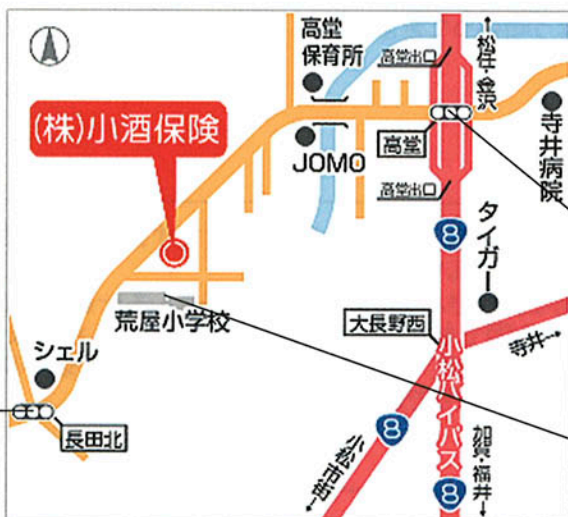 高堂
保育所
高堂出口
↑松任・金沢
(株)小酒保険
JOMO
高堂
寺井病院
高堂出口
8
タイガー
荒屋小学校
大長野西
寺井→
シェル
小松バイパス
長田北
8
小松市街→
8
加賀・福井→